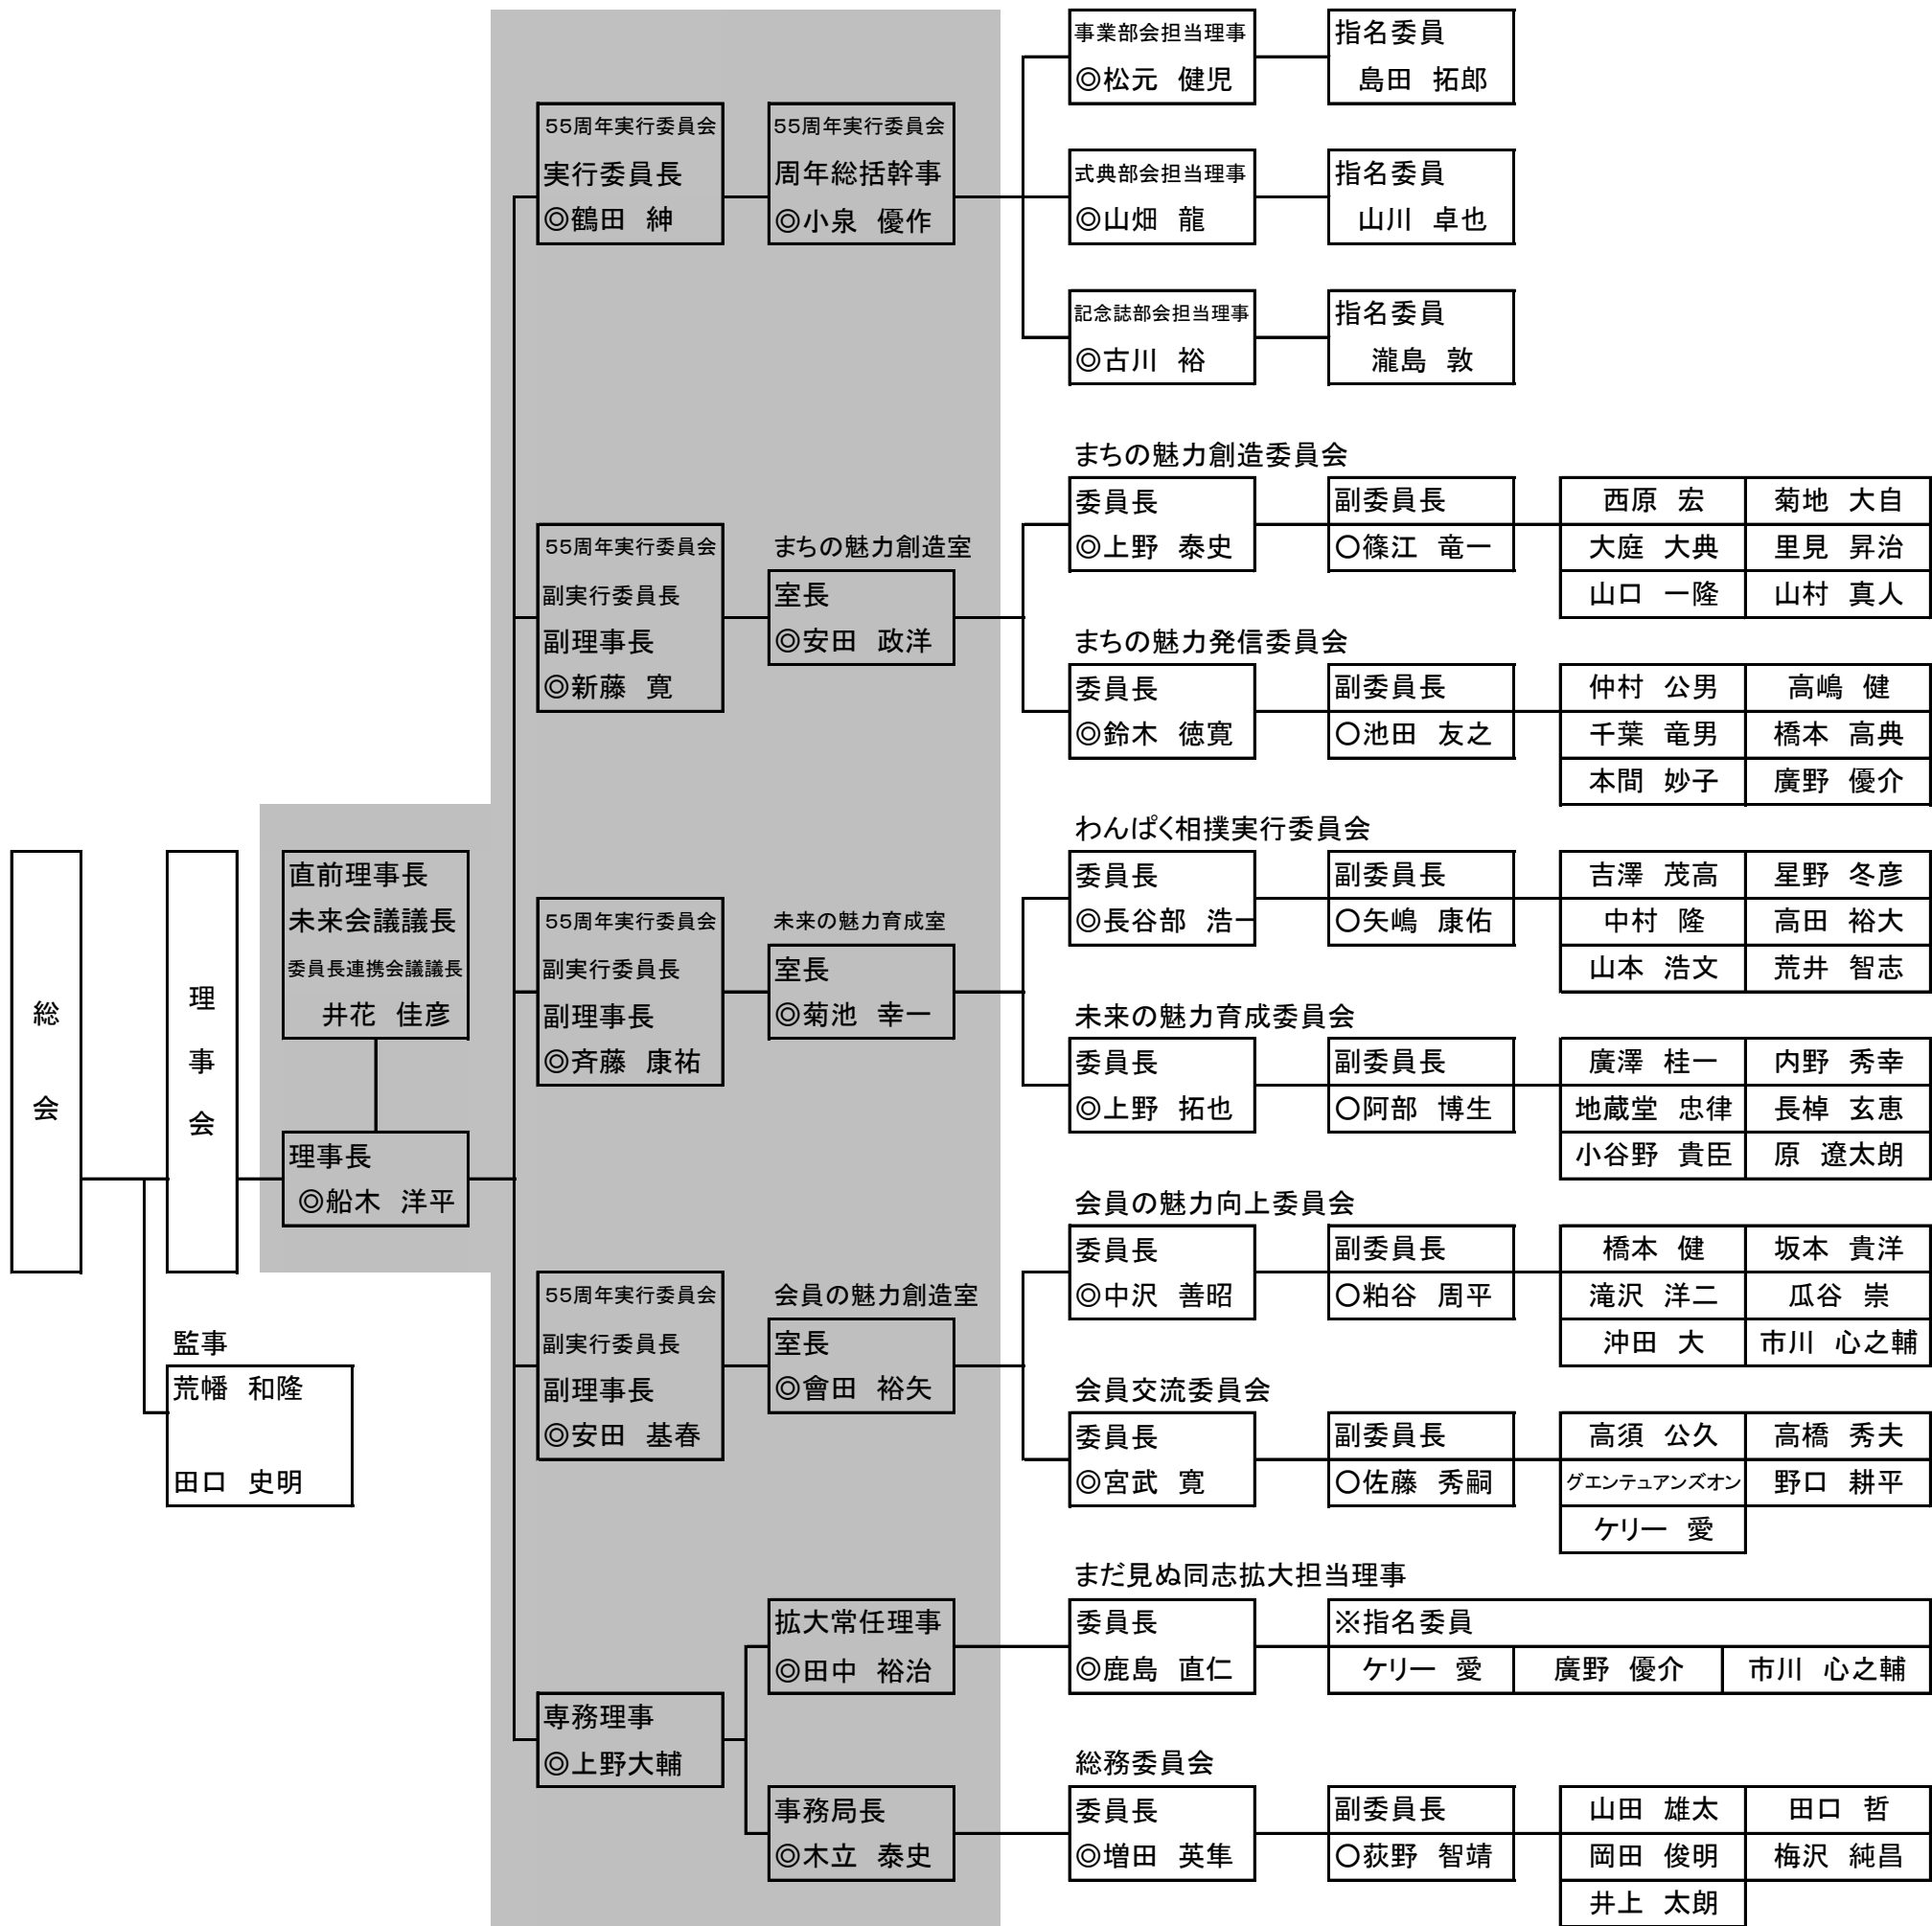 総会
理事会
監事
荒幡 和隆
田口 史明
直前理事長
未来会議議長
委員長連携会議議長
井花 佳彦
理事長
◎船木 洋平
55周年実行委員会
実行委員長
◎鶴田 紳
55周年実行委員会
周年総括幹事
◎小泉 優作
事業部会担当理事
◎松元 健児
指名委員
島田 拓郎
式典部会担当理事
◎山畑 龍
指名委員
山川 卓也
記念誌部会担当理事
◎古川 裕
指名委員
瀧島 敦
55周年実行委員会
副実行委員長
副理事長
◎新藤 寛
まちの魅力創造室
室長
◎安田 政洋
まちの魅力創造委員会
委員長
◎上野 泰史
副委員長
〇篠江 竜一
西原 宏 菊地 大自
大庭 大典 里見 昇治
山口 一隆 山村 真人
まちの魅力発信委員会
委員長
◎鈴木 徳寛
副委員長
〇池田 友之
仲村 公男 高嶋 健
千葉 竜男 橋本 高典
本間 妙子 廣野 優介
55周年実行委員会
副実行委員長
副理事長
◎斉藤 康祐
未来の魅力育成室
室長
◎菊池 幸一
わんぱく相撲実行委員会
委員長
◎長谷部 浩一
副委員長
〇矢嶋 康佑
吉澤 茂高 星野 冬彦
中村 隆 高田 裕大
山本 浩文 荒井 智志
未来の魅力育成委員会
委員長
◎上野 拓也
副委員長
〇阿部 博生
廣澤 桂一 内野 秀幸
地蔵堂 忠律 長棹 玄恵
小谷野 貴臣 原 遼太朗
55周年実行委員会
副実行委員長
副理事長
◎安田 基春
会員の魅力創造室
室長
◎會田 裕矢
会員の魅力向上委員会
委員長
◎中沢 善昭
副委員長
〇粕谷 周平
橋本 健 坂本 貴洋
滝沢 洋二 瓜谷 崇
沖田 大 市川 心之輔
会員交流委員会
委員長
◎宮武 寛
副委員長
〇佐藤 秀嗣
高須 公久 高橋 秀夫
グエンテュアンズオン 野口 耕平
ケリー 愛
専務理事
◎上野大輔
拡大常任理事
◎田中 裕治
まだ見ぬ同志拡大担当理事
委員長
◎鹿島 直仁
※指名委員
ケリー 愛 廣野 優介 市川 心之輔
事務局長
◎木立 泰史
総務委員会
委員長
◎増田 英隼
副委員長
〇荻野 智靖
山田 雄太 田口 哲
岡田 俊明 梅沢 純昌
井上 太朗